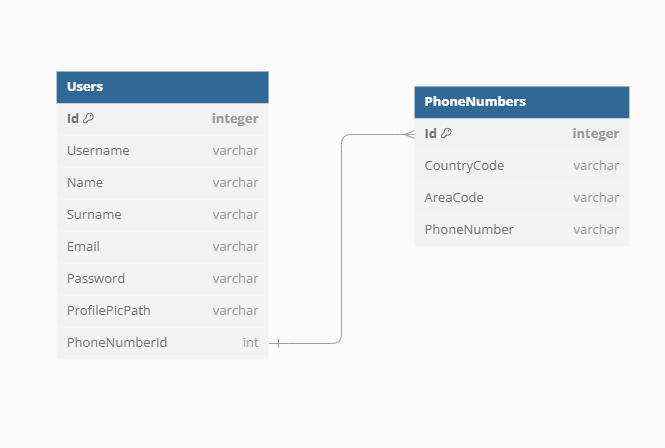 Users
Id integer
Username varchar
Name varchar
Surname varchar
Email varchar
Password varchar
ProfilePicPath varchar
PhoneNumberId int
PhoneNumbers
Id integer
CountryCode varchar
AreaCode varchar
PhoneNumber varchar